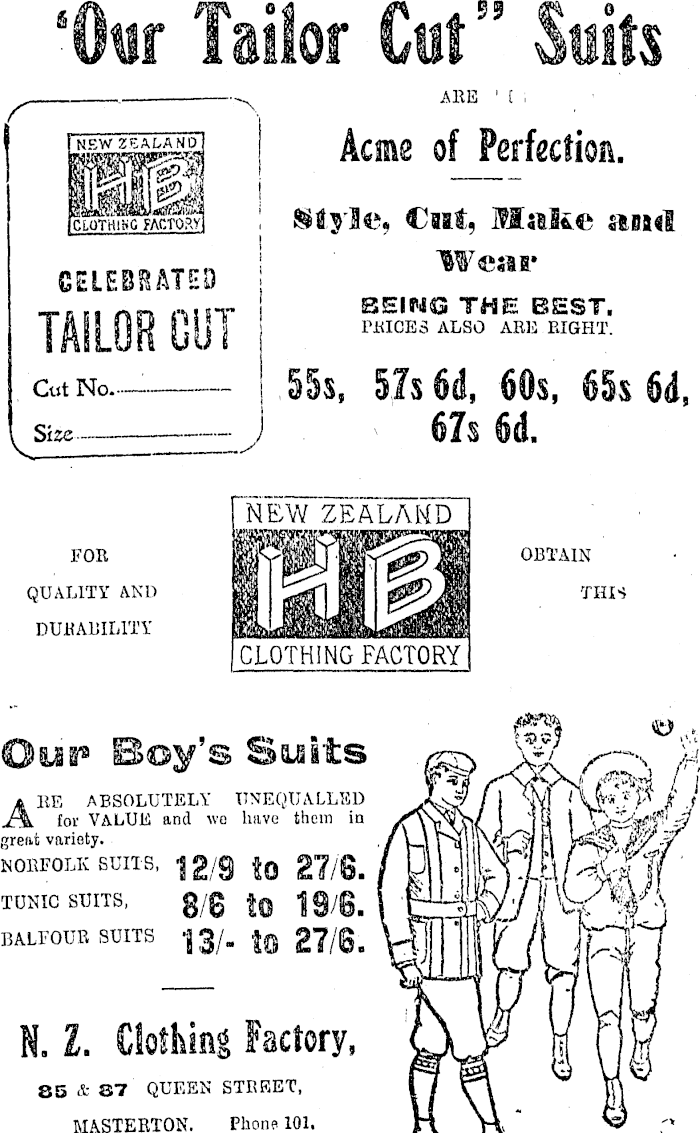 ‘Our Tailor Cut” Suits
ARE
Acme of Perfection.
Style, Cut, Make and
Wear
BEING THE BEST.
PRICES ALSO ARE RIGHT.
55s, 57s 6d, 60s, 65s 6d,
67s 6d.
NEW ZEALAND
HB
CLOTHING FACTORY
CELEBRATED
TAILOR CUT
Cut No.
Size
FOR
QUALITY AND
DURABILITY
NEW ZEALAND
HB
CLOTHING FACTORY
OBTAIN
THIS
Our Boy's Suits
ARE ABSOLUTELY UNEQUALLED
for VALUE and we have them in
great variety.
NORFOLK SUITS, 12/9 to 27/6.
TUNIC SUITS, 8/6 to 19/6.
BALFOUR SUITS 13/- to 27/6.
N. Z. Clothing Factory,
85 & 87 QUEEN STREET,
MASTERTON. Phone 101.